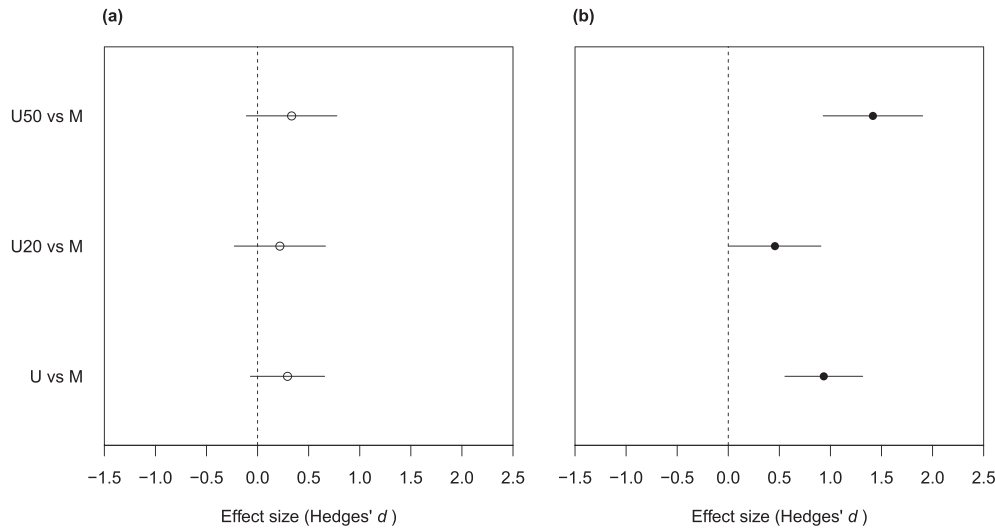 (a) (b)
U50 vs M
U20 vs M
U vs M
−1.5 −1.0 −0.5 0.0 0.5 1.0 1.5 2.0 2.5 −1.5 −1.0 −0.5 0.0 0.5 1.0 1.5 2.0 2.5
Effect size (Hedges' d ) Effect size (Hedges' d )